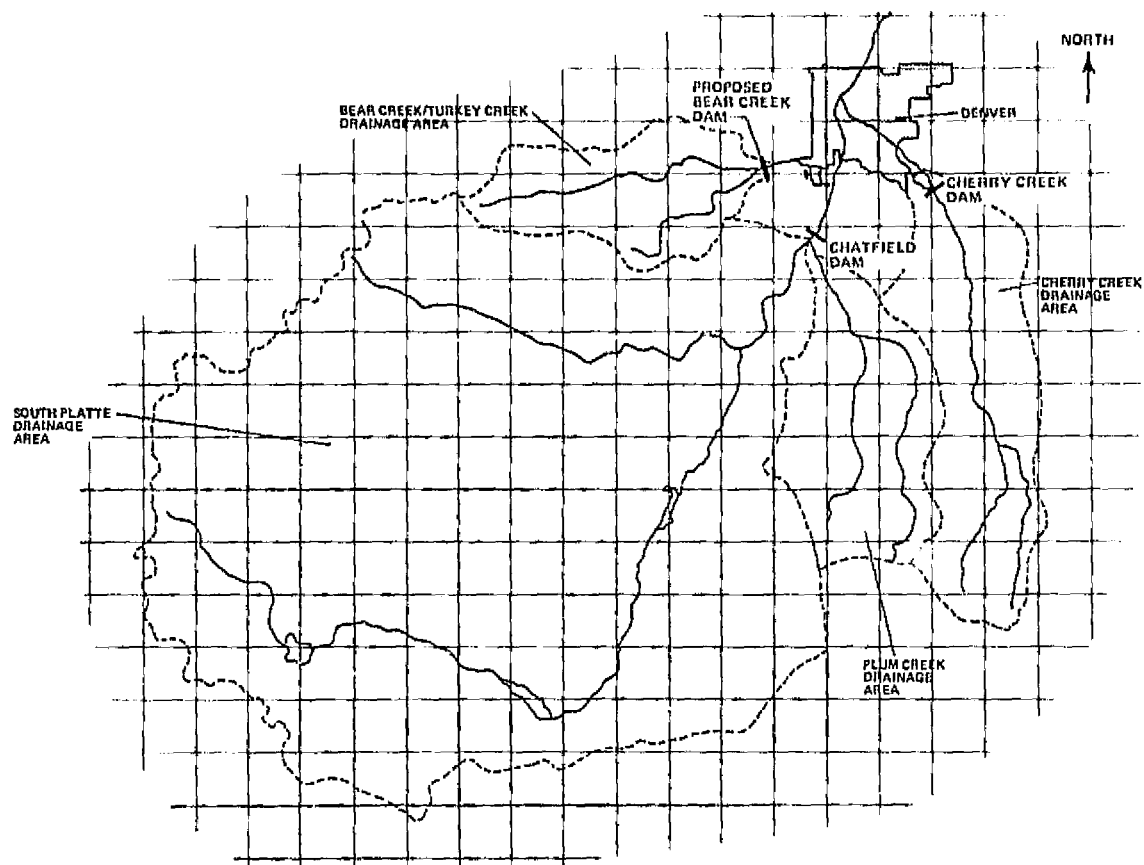 NORTH
PROPOSED
BEAR CREEK
DAM
BEAR CREEK/TURKEY CREEK
DRAINAGE AREA
DENVER
CHERRY CREEK
DAM
CHATFIELD
DAM
CHERRY CREEK
DRAINAGE
AREA
SOUTH PLATTE
DRAINAGE
AREA
PLUM CREEK
DRAINAGE
AREA